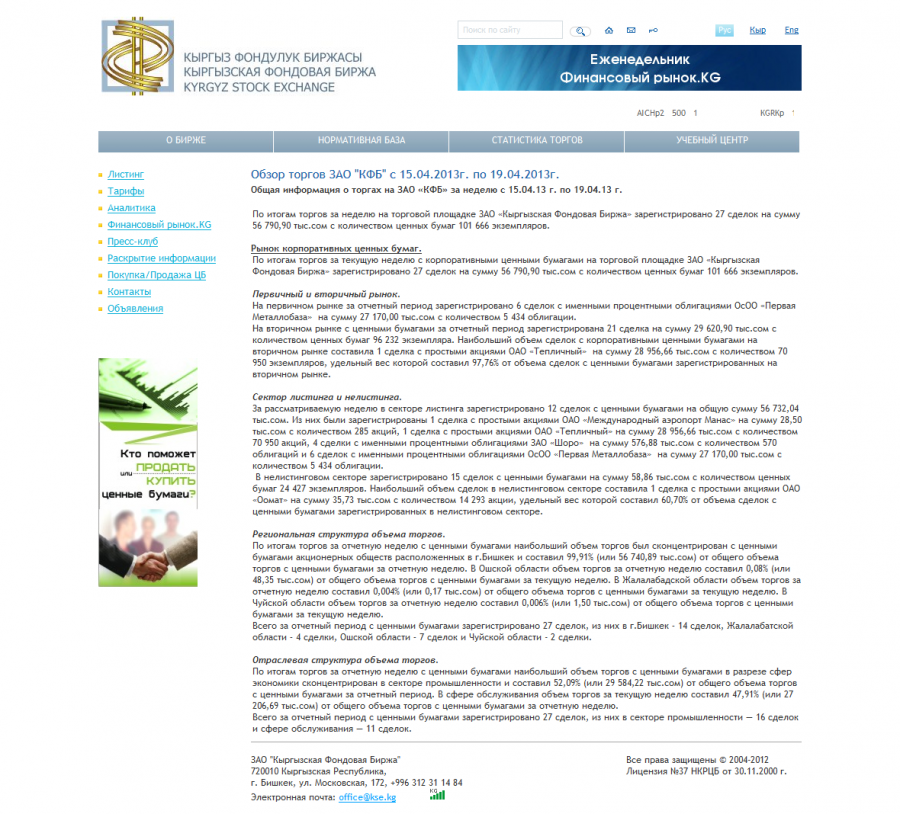 Поиск по сайту
Рус Кыр Eng
КЫРГЫЗ ФОНДУЛУК БИРЖАСЫ
КЫРГЫЗСКАЯ ФОНДОВАЯ БИРЖА
KYRGYZ STOCK EXCHANGE
Еженедельник
Финансовый рынок.KG
AICHp2 500 1 KGRKp
О БИРЖЕ НОРМАТИВНАЯ БАЗА СТАТИСТИКА ТОРГОВ УЧЕБНЫЙ ЦЕНТР
Листинг
Тарифы
Аналитика
Финансовый рынок.KG
Пресс-клуб
Раскрытие информации
Покупка/Продажа ЦБ
Контакты
Объявления
Кто поможет
или ПРОДАТЬ
КУПИТЬ
ценные бумаги?
Обзор торгов ЗАО "КФБ" с 15.04.2013г. по 19.04.2013г.
Общая информация о торгах на ЗАО «КФБ» за неделю с 15.04.13 г. по 19.04.13 г.
По итогам торгов за неделю на торговой площадке ЗАО «Кыргызская Фондовая Биржа» зарегистрировано 27 сделок на сумму
56 790,90 тыс.сом с количеством ценных бумаг 101 666 экземпляров.
Рынок корпоративных ценных бумаг.
По итогам торгов за текущую неделю с корпоративными ценными бумагами на торговой площадке ЗАО «Кыргызская
Фондовая Биржа» зарегистрировано 27 сделок на сумму 56 790,90 тыс.сом с количеством ценных бумаг 101 666 экземпляров.
Первичный и вторичный рынок.
На первичном рынке за отчетный период зарегистрировано 6 сделок с именными процентными облигациями ОсОО «Первая
Металлобаза» на сумму 27 170,00 тыс.сом с количеством 5 434 облигации.
На вторичном рынке с ценными бумагами за отчетный период зарегистрирована 21 сделка на сумму 29 620,90 тыс.сом с
количеством ценных бумаг 96 232 экземпляра. Наибольший объем сделок с корпоративными ценными бумагами на
вторичном рынке составила 1 сделка с простыми акциями ОАО «Тепличный» на сумму 28 956,66 тыс.сом с количеством 70
950 экземпляров, удельный вес которой составил 97,76% от объема сделок с ценными бумагами зарегистрированных на
вторичном рынке.
Сектор листинга и нелистинга.
За рассматриваемую неделю в секторе листинга зарегистрировано 12 сделок с ценными бумагами на общую сумму 56 732,04
тыс.сом. Из них были зарегистрированы 1 сделка с простыми акциями ОАО «Международный аэропорт Манас» на сумму 28,50
тыс.сом с количеством 285 акций, 1 сделка с простыми акциями ОАО «Тепличный» на сумму 28 956,66 тыс.сом с количеством
70 950 акций, 4 сделки с именными процентными облигациями ЗАО «Шоро» на сумму 576,88 тыс.сом с количеством 570
облигаций и 6 сделок с именными процентными облигациями ОсОО «Первая Металлобаза» на сумму 27 170,00 тыс.сом с
количеством 5 434 облигации.
В нелистинговом секторе зарегистрировано 15 сделок с ценными бумагами на сумму 58,86 тыс.сом с количеством ценных
бумаг 24 427 экземпляров. Наибольший объем сделок в нелистинговом секторе составила 1 сделка с простыми акциями ОАО
«Оомат» на сумму 35,73 тыс.сом с количеством 14 293 акции, удельный вес которой составил 60,70% от объема сделок с
ценными бумагами зарегистрированных в нелистинговом секторе.
Региональная структура объема торгов.
По итогам торгов за отчетную неделю с ценными бумагами наибольший объем торгов был сконцентрирован с ценными
бумагами акционерных обществ расположенных в г.Бишкек и составил 99,91% (или 56 740,89 тыс.сом) от общего объема
торгов с ценными бумагами за отчетную неделю. В Ошской области объем торгов за отчетную неделю составил 0,08% (или
48,35 тыс.сом) от общего объема торгов с ценными бумагами за текущую неделю. В Жалалабадской области объем торгов за
отчетную неделю составил 0,004% (или 0,17 тыс.сом) от общего объема торгов с ценными бумагами за текущую неделю. В
Чуйской области объем торгов за отчетную неделю составил 0,006% (или 1,50 тыс.сом) от общего объема торгов с ценными
бумагами за текущую неделю.
Всего за отчетный период с ценными бумагами зарегистрировано 27 сделок, из них в г.Бишкек - 14 сделок, Жалалабатской
области - 4 сделки, Ошской области - 7 сделок и Чуйской области - 2 сделки.
Отраслевая структура объема торгов.
По итогам торгов за отчетную неделю с ценными бумагами наибольший объем торгов с ценными бумагами в разрезе сфер
экономики сконцентрирован в секторе промышленности и составил 52,09% (или 29 584,22 тыс.сом) от общего объема торгов
с ценными бумагами за отчетный период. В сфере обслуживания объем торгов за текущую неделю составил 47,91% (или 27
206,69 тыс.сом) от общего объема торгов с ценными бумагами за отчетную неделю.
Всего за отчетный период с ценными бумагами зарегистрировано 27 сделок, из них в секторе промышленности — 16 сделок
и сфере обслуживания — 11 сделок.
ЗАО "Кыргызская Фондовая Биржа"
720010 Кыргызская Республика,
г. Бишкек, ул. Московская, 172, +996 312 31 14 84
Электронная почта: office@kse.kg
KG
Все права защищены © 2004-2012
Лицензия №37 НКРЦБ от 30.11.2000 г.